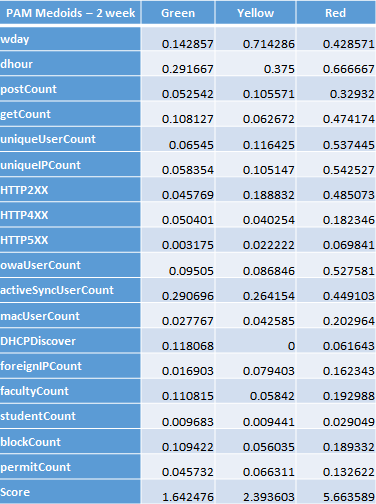 PAM Medoids – 2 week Green Yellow Red
wday 0.142857 0.714286 0.428571
dhour 0.291667 0.375 0.666667
postCount 0.052542 0.105571 0.32932
getCount 0.108127 0.062672 0.474174
uniqueUserCount 0.06545 0.116425 0.537445
uniqueIPCount 0.058354 0.105147 0.542527
HTTP2XX 0.045769 0.188832 0.485073
HTTP4XX 0.050401 0.040254 0.182346
HTTP5XX 0.003175 0.022222 0.069841
owaUserCount 0.09505 0.086846 0.527581
activeSyncUserCount 0.290696 0.264154 0.449103
macUserCount 0.027767 0.042585 0.202964
DHCPDiscover 0.118068 0 0.061643
foreignIPCount 0.016903 0.079403 0.162343
facultyCount 0.110815 0.05842 0.192988
studentCount 0.009683 0.009441 0.029049
blockCount 0.109422 0.056035 0.189332
permitCount 0.045732 0.066311 0.132622
Score 1.642476 2.393603 5.663589